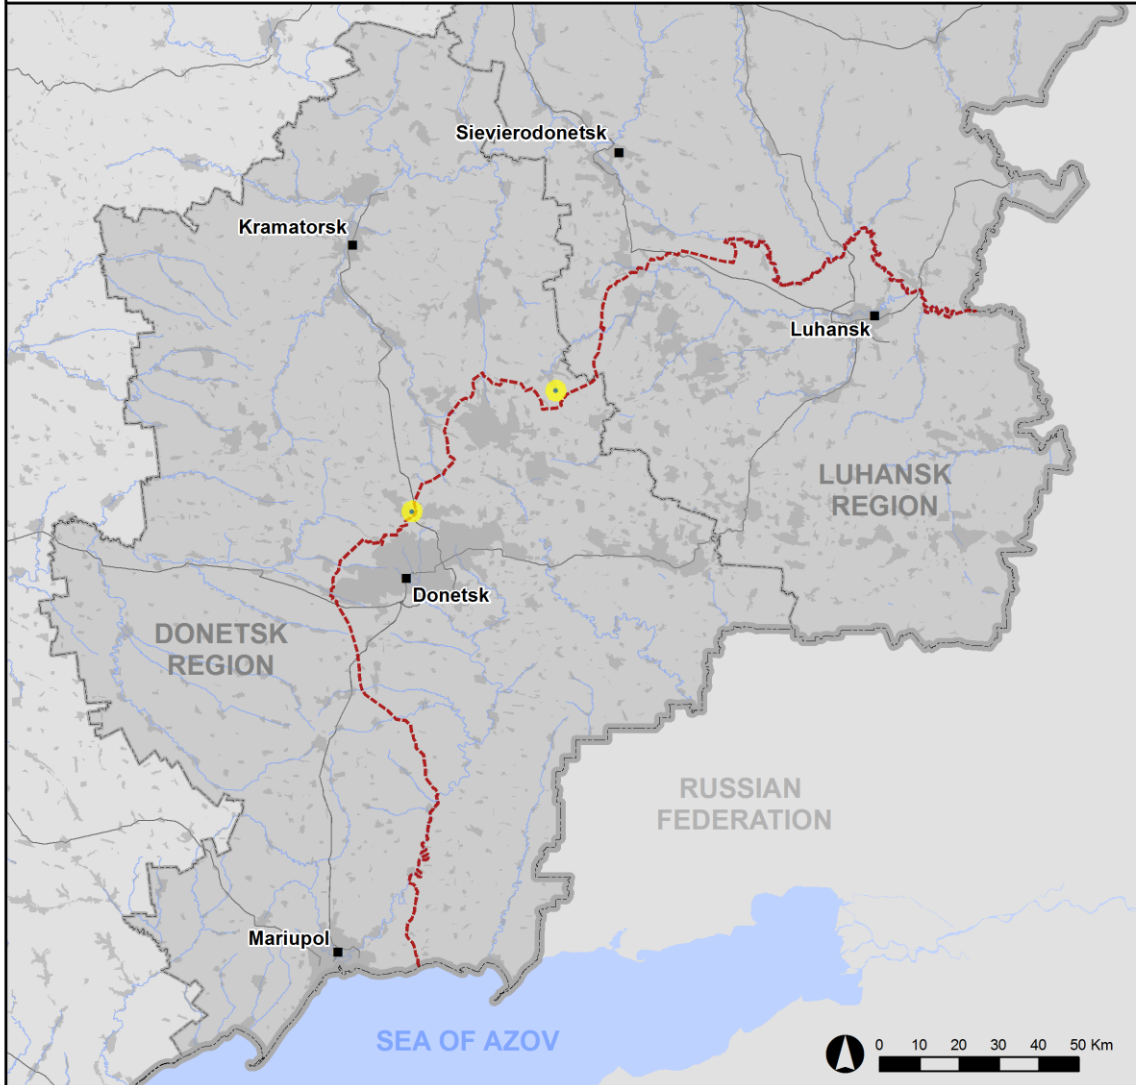 Sievierodonetsk
Kramatorsk
Luhansk
LUHANSK
REGION
Donetsk
DONETSK
REGION
RUSSIAN
FEDERATION
Mariupol
SEA OF AZOV
0 10 20 30 40 50 Km